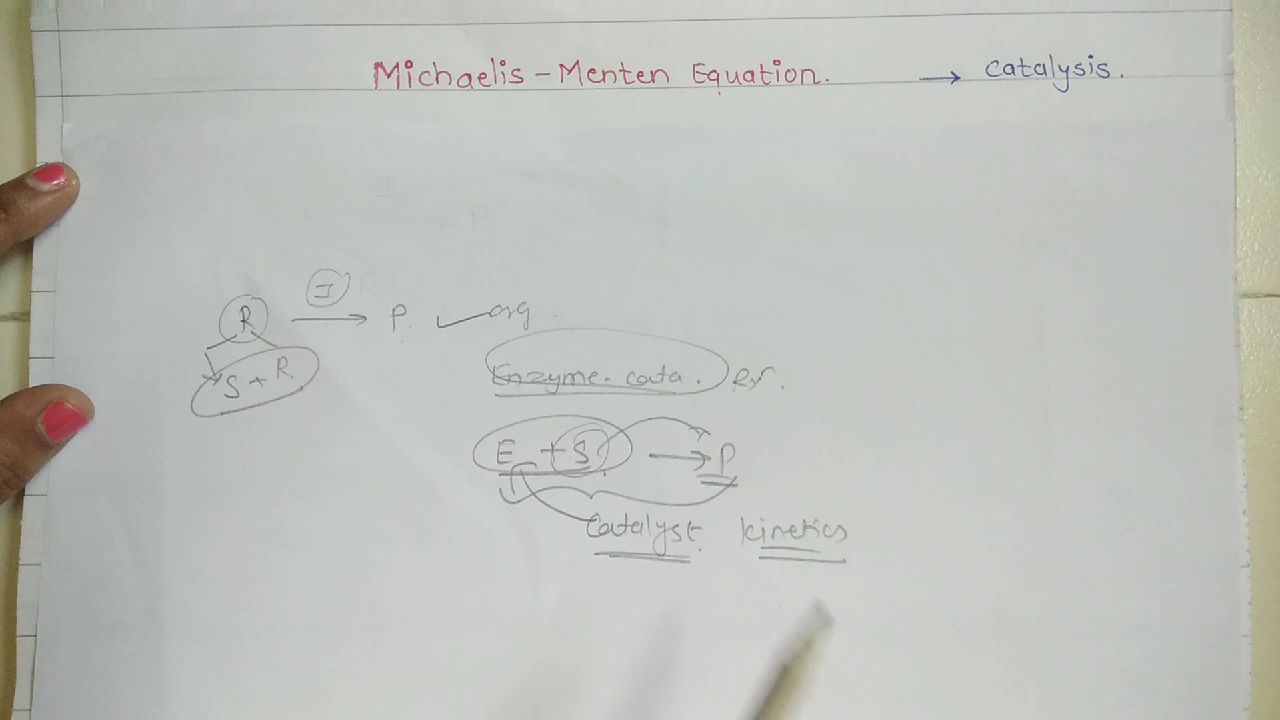 Michaelis - Menten Equation. → catalysis.
I
R → P. org
S + R
Enzyme. cata. Rx.
E + S → P
Catalyst kinetics